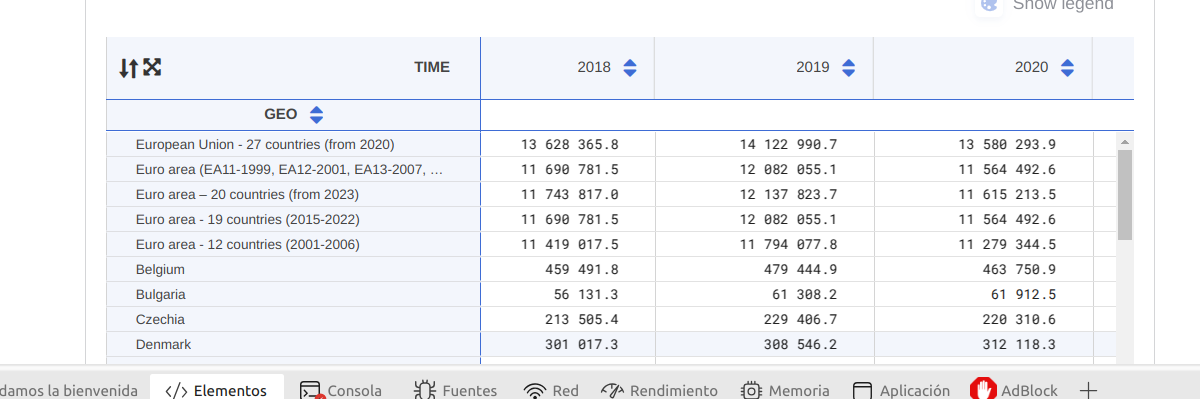 Show legend
TIME 2018 2019 2020
GEO
European Union - 27 countries (from 2020) 13 628 365.8 14 122 990.7 13 580 293.9
Euro area (EA11-1999, EA12-2001, EA13-2007, … 11 690 781.5 12 082 055.1 11 564 492.6
Euro area – 20 countries (from 2023) 11 743 817.0 12 137 823.7 11 615 213.5
Euro area - 19 countries (2015-2022) 11 690 781.5 12 082 055.1 11 564 492.6
Euro area - 12 countries (2001-2006) 11 419 017.5 11 794 077.8 11 279 344.5
Belgium 459 491.8 479 444.9 463 750.9
Bulgaria 56 131.3 61 308.2 61 912.5
Czechia 213 505.4 229 406.7 220 310.6
Denmark 301 017.3 308 546.2 312 118.3
damos la bienvenida Elementos Consola Fuentes Red Rendimiento Memoria Aplicación AdBlock